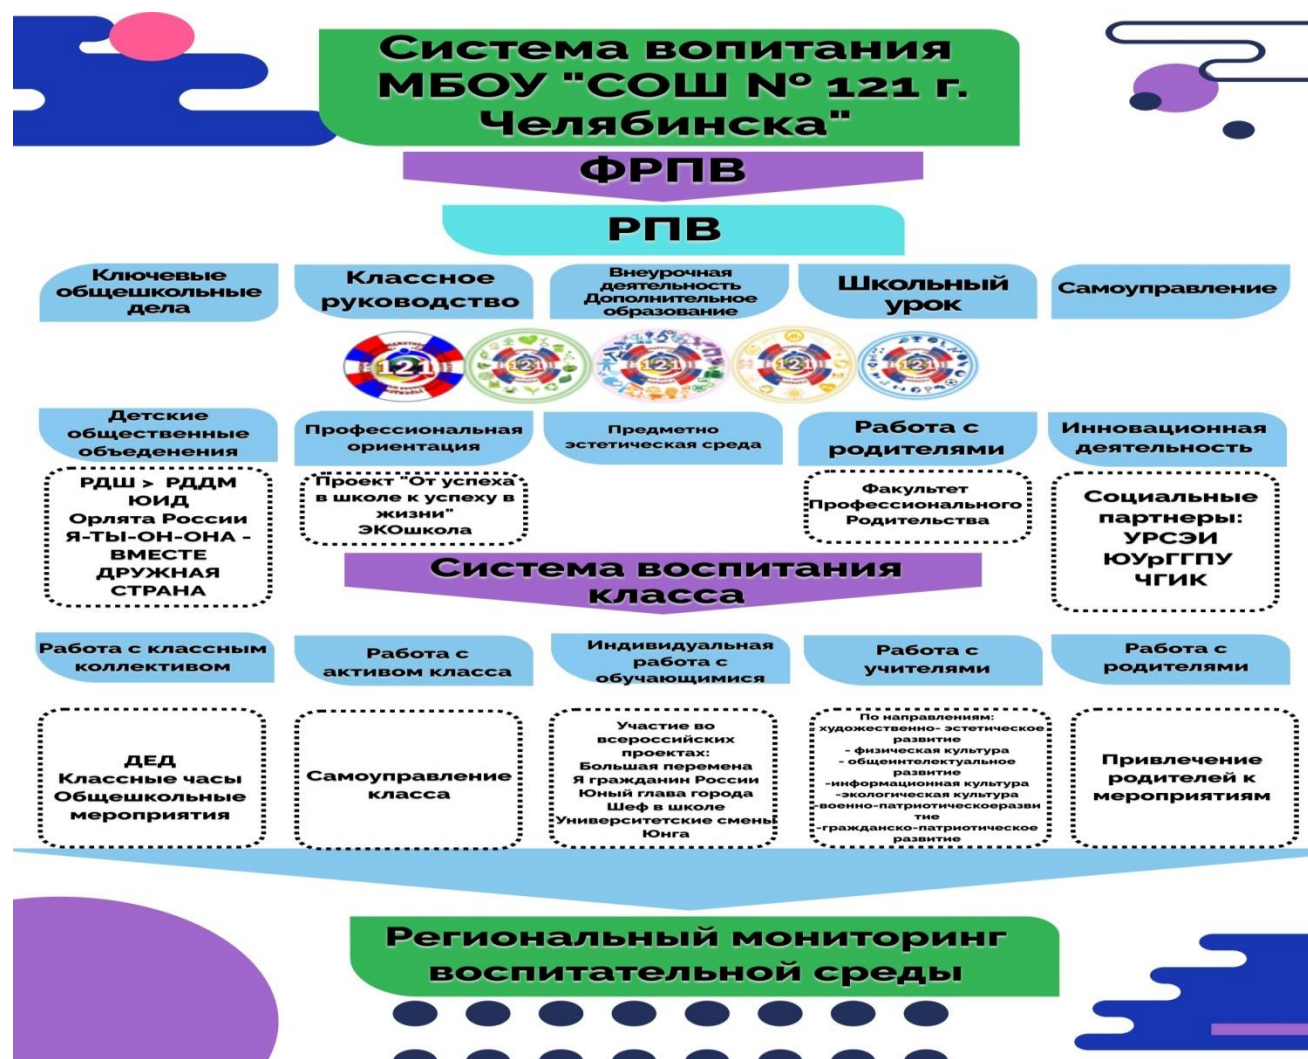 Система вопитания
МБОУ "СОШ № 121 г.
Челябинска"
ФРПВ
РПВ
Ключевые
общешкольные
дела
Классное
руководство
Внеурочная
деятельность
Дополнительное
образование
Школьный
урок
Самоуправление
121
121
121
121
121
Детские
общественные
объеденения
Профессиональная
ориентация
Предметно
эстетическая среда
Работа с
родителями
Инновационная
деятельность
РДШ > РДДМ
ЮИД
Орлята России
Я-ТЫ-ОН-ОНА -
ВМЕСТЕ
ДРУЖНАЯ
СТРАНА
Проект "От успеха
в школе к успеху в
жизни"
ЭКОшкола
Факультет
Профессионального
Родительства
Социальные
партнеры:
УРСЭИ
ЮУрГГПУ
ЧГИК
Система воспитания
класса
Работа с классным
коллективом
Работа с
активом класса
Индивидуальная
работа с
обучающимися
Работа с
учителями
Работа с
родителями
ДЕД
Классные часы
Общешкольные
мероприятия
Самоуправление
класса
Участие во
всероссийских
проектах:
Большая перемена
Я гражданин России
Юный глава города
Шеф в школе
Университетские смены
Юнга
По направлениям:
художественно- эстетическое
развитие
- физическая культура
- общеинтелектуальное
развитие
-информационная культура
-экологическая культура
-военно-патриотическоеразви
тие
-гражданско-патриотическое
развитие
Привлечение
родителей к
мероприятиям
Региональный мониторинг
воспитательной среды